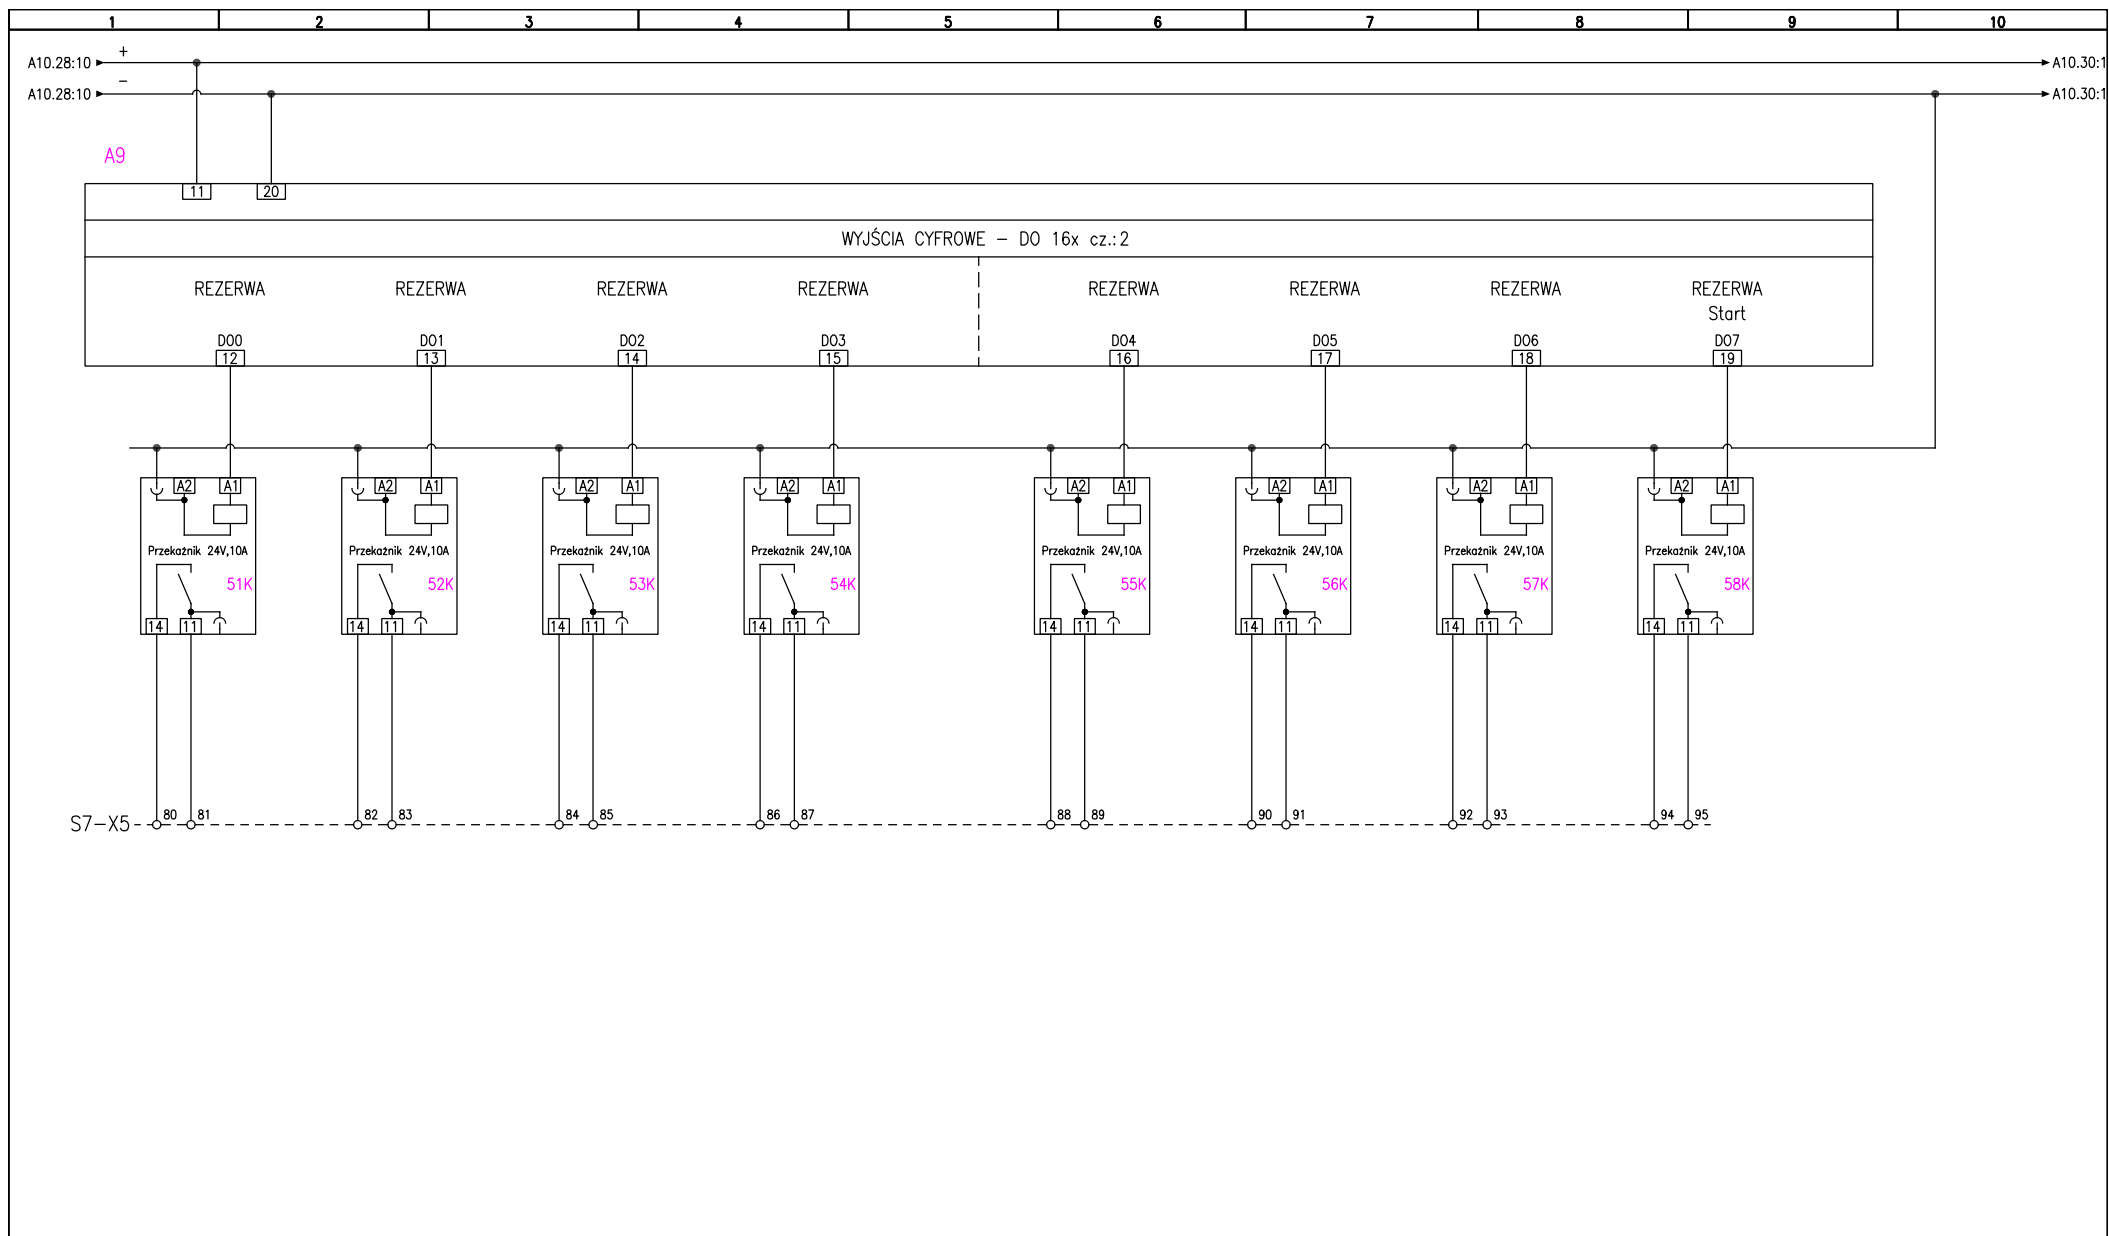 1 2 3 4 5 6 7 8 9 10
+
A10.28:10 A10.30:1
−
A10.28:10 A10.30:1
A9
11 20
WYJŚCIA CYFROWE − DO 16x cz.:2
REZERWA REZERWA REZERWA REZERWA REZERWA REZERWA REZERWA REZERWA
Start
DO0 DO1 DO2 DO3 DO4 DO5 DO6 DO7
12 13 14 15 16 17 18 19
A2 A1 A2 A1 A2 A1 A2 A1 A2 A1 A2 A1 A2 A1 A2 A1
Przekaźnik 24V,10A Przekaźnik 24V,10A Przekaźnik 24V,10A Przekaźnik 24V,10A Przekaźnik 24V,10A Przekaźnik 24V,10A Przekaźnik 24V,10A Przekaźnik 24V,10A
51K 52K 53K 54K 55K 56K 57K 58K
14 11 14 11 14 11 14 11 14 11 14 11 14 11 14 11
S7−X5 80 81 82 83 84 85 86 87 88 89 90 91 92 93 94 95